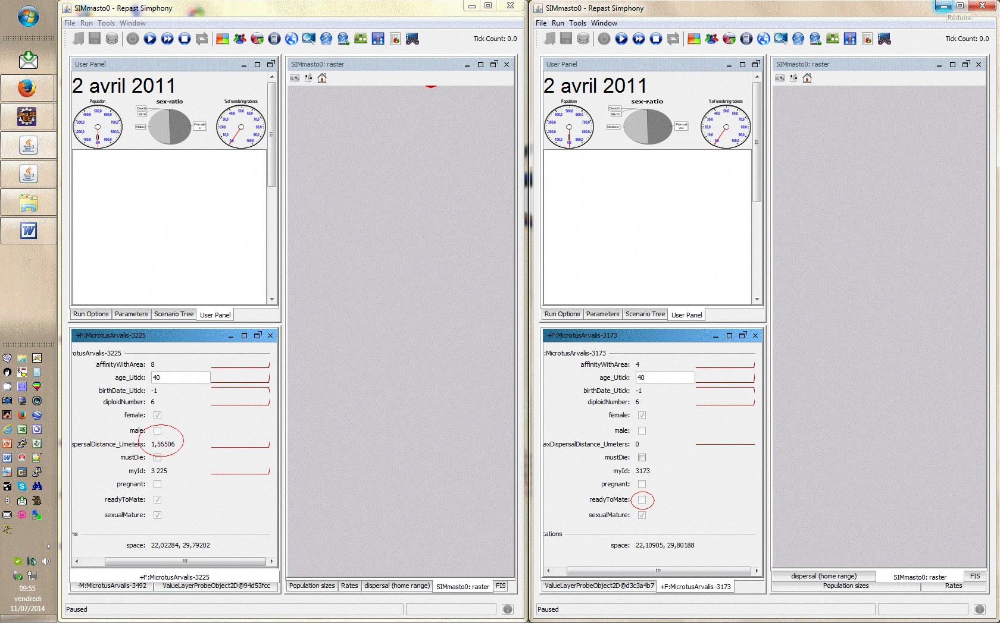 SIMmasto0 - Repast Simphony
File Run Tools Window
Tick Count: 0.0
User Panel
2 avril 2011
Population
500,0
400,0
600,0
300,0
700,0
200,0
800,0
100,0
900,0
0,0
sex-ratio
Death
Birth
Males
Female
s
% of wandering rodents
50,0
40,0
60,0
30,0
70,0
20,0
80,0
10,0
90,0
0,0
100,0
Run Options
Parameters
Scenario Tree
User Panel
SIMmasto0: raster
+F:MicrotusArvalis-3225
rotusArvalis-3225
affinityWithArea: 8
age_Utick: 40
birthDate_Utick: -1
diploidNumber: 6
female:
male:
spersalDistance_Umeters: 1,56506
mustDie:
myId: 3 225
pregnant:
readyToMate:
sexualMature:
ns
space: 22,02284, 29,79202
+F:MicrotusArvalis-3225
-M:MicrotusArvalis-3492
ValueLayerProbeObject2D@94d53fcc
Population sizes
Rates
dispersal (home range)
SIMmasto0: raster
FIS
Paused
SIMmasto0 - Repast Simphony
Réduire
File Run Tools Window
Tick Count: 0.0
User Panel
2 avril 2011
Population
500,0
400,0
600,0
300,0
700,0
200,0
800,0
100,0
900,0
0,0
sex-ratio
Death
Birth
Males
Femal
es
% of wandering rodents
50,0
40,0
60,0
30,0
70,0
20,0
80,0
10,0
90,0
0,0
100,0
Run Options
Parameters
Scenario Tree
User Panel
SIMmasto0: raster
+F:MicrotusArvalis-3173
:MicrotusArvalis-3173
affinityWithArea: 4
age_Utick: 40
birthDate_Utick: -1
diploidNumber: 6
female:
male:
axDispersalDistance_Umeters: 0
mustDie:
myId: 3173
pregnant:
readyToMate:
sexualMature:
cations
space: 22,10905, 29,80188
ValueLayerProbeObject2D@d3c3a4b7
+F:MicrotusArvalis-3173
dispersal (home range)
SIMmasto0: raster
FIS
Population sizes
Rates
Paused
Java EE
IDE
09:55
vendredi
11/07/2014